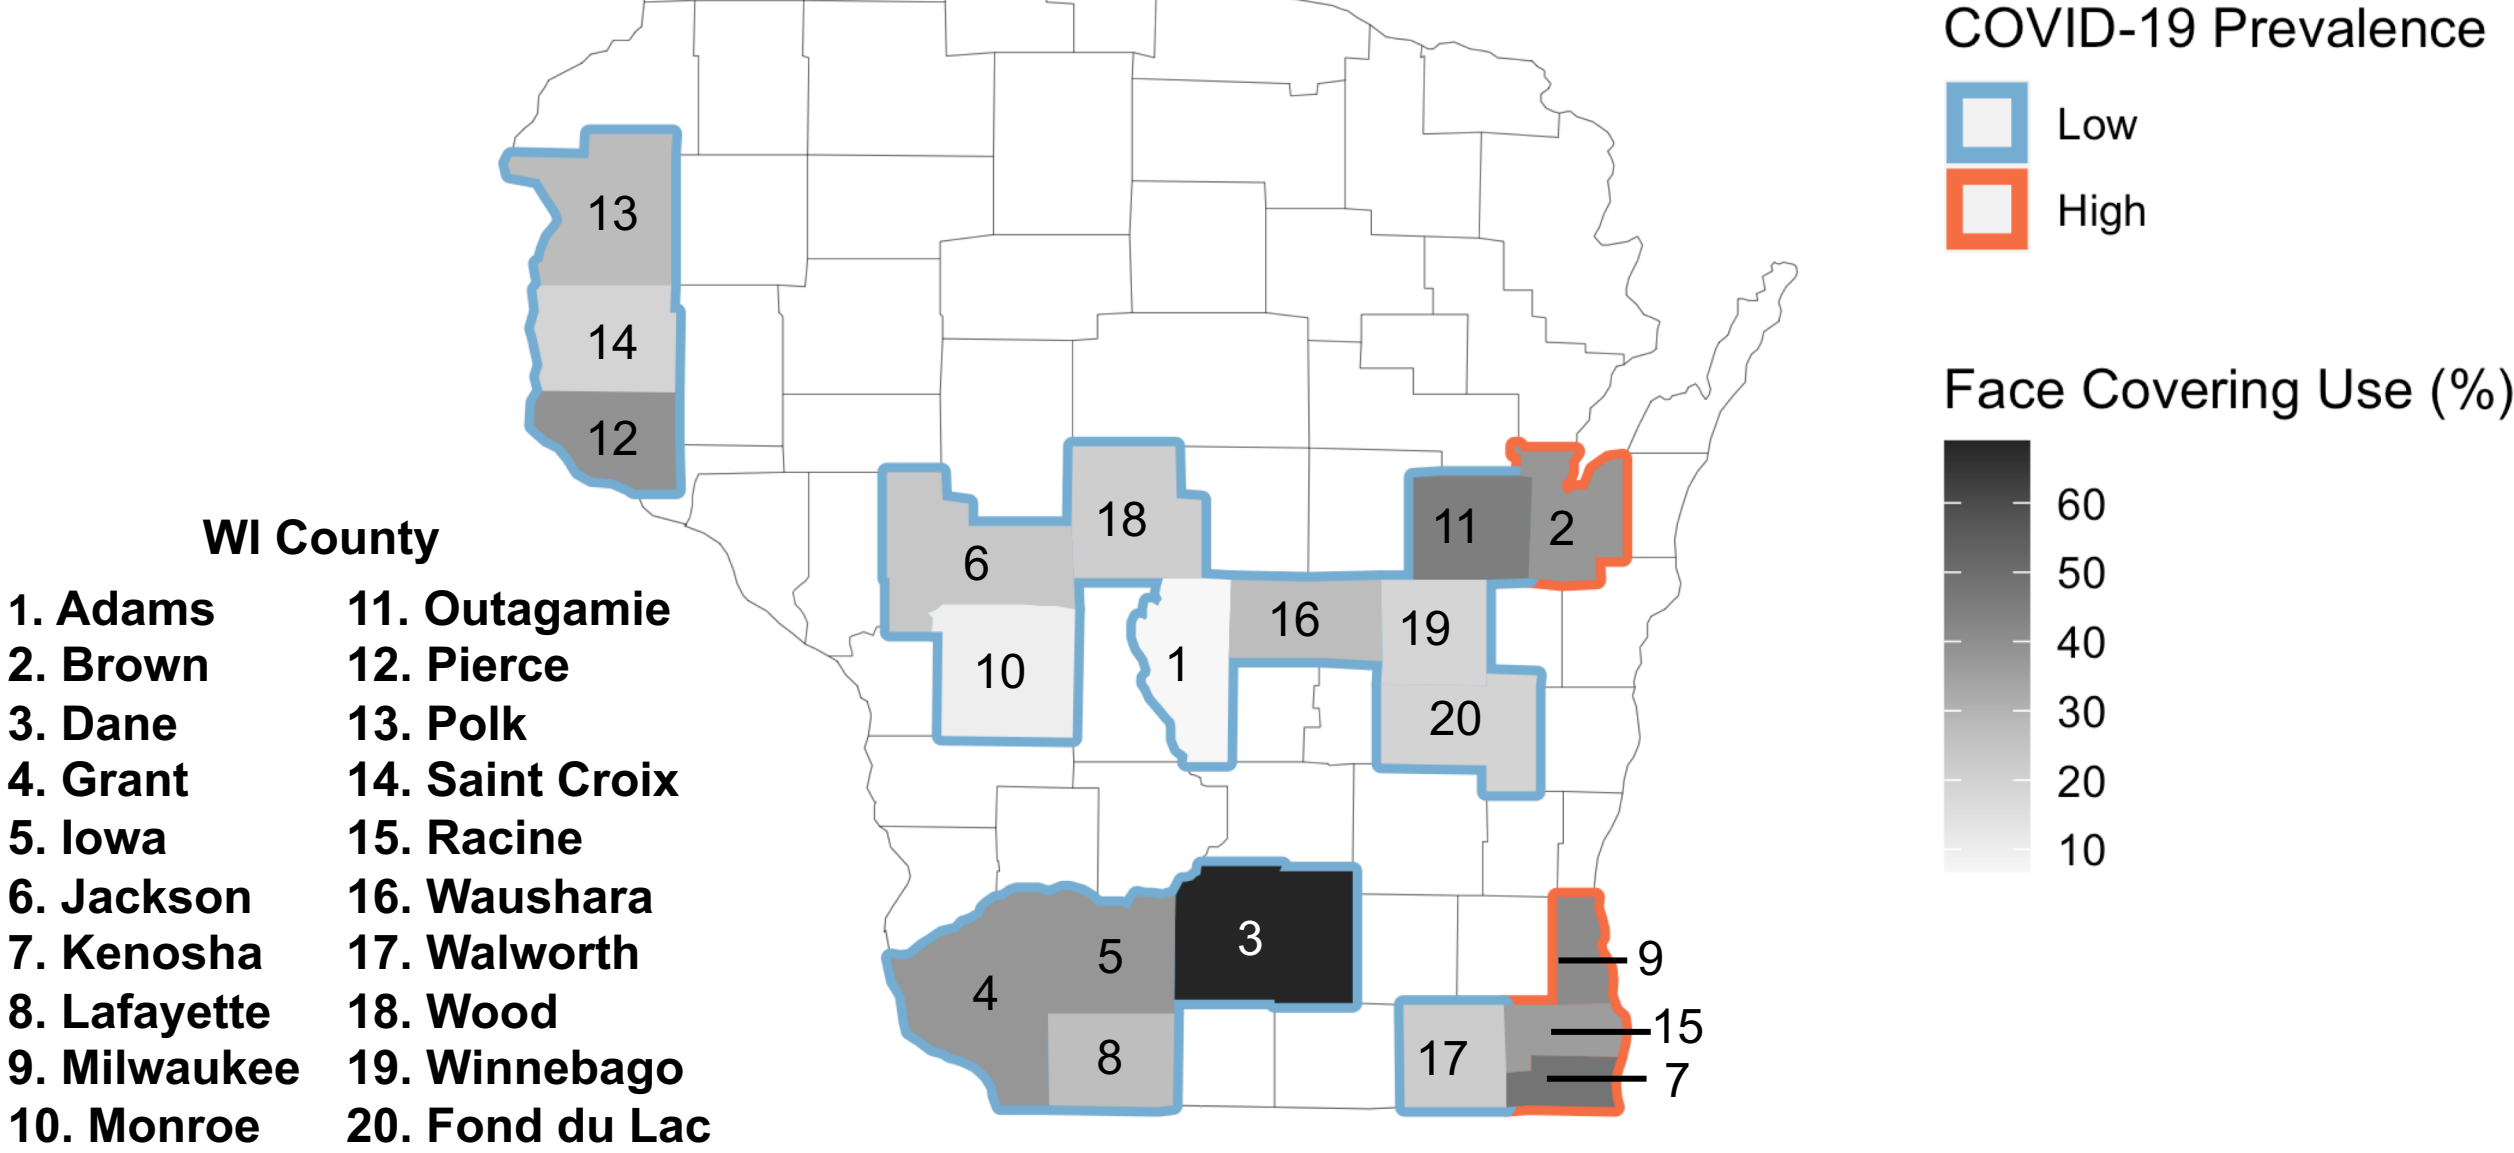 COVID-19 Prevalence
Low
High
Face Covering Use (%)
60
50
40
30
20
10
13
14
12
18
6
11
2
16
19
10
1
20
3
5
4
9
15
8
17
7
WI County
1. Adams
2. Brown
3. Dane
4. Grant
5. Iowa
6. Jackson
7. Kenosha
8. Lafayette
9. Milwaukee
10. Monroe
11. Outagamie
12. Pierce
13. Polk
14. Saint Croix
15. Racine
16. Waushara
17. Walworth
18. Wood
19. Winnebago
20. Fond du Lac